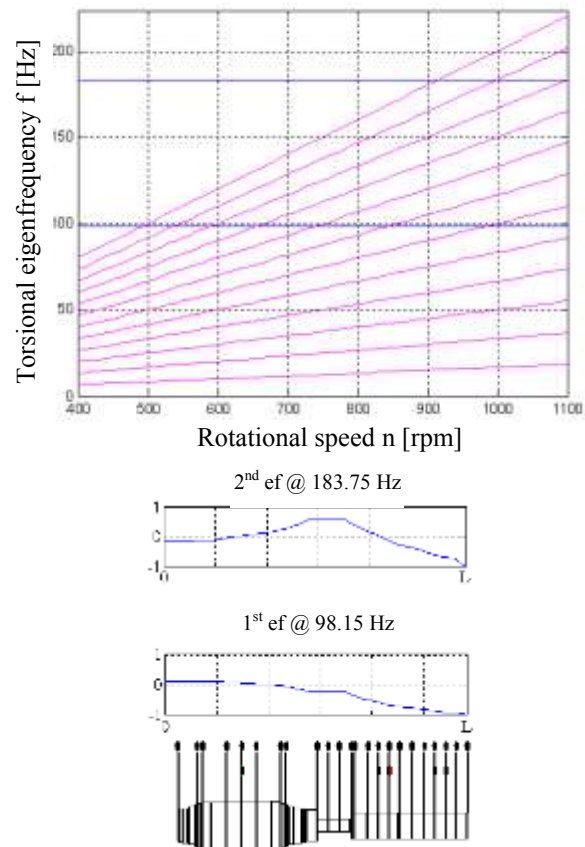 Torsional eigenfrequency f [Hz]
200
150
100
50
0
400 500 600 700 800 900 1000 1100
Rotational speed n [rpm]
2nd ef @ 183.75 Hz
1
0
-1
0 L
1st ef @ 98.15 Hz
1
0
-1
0 L